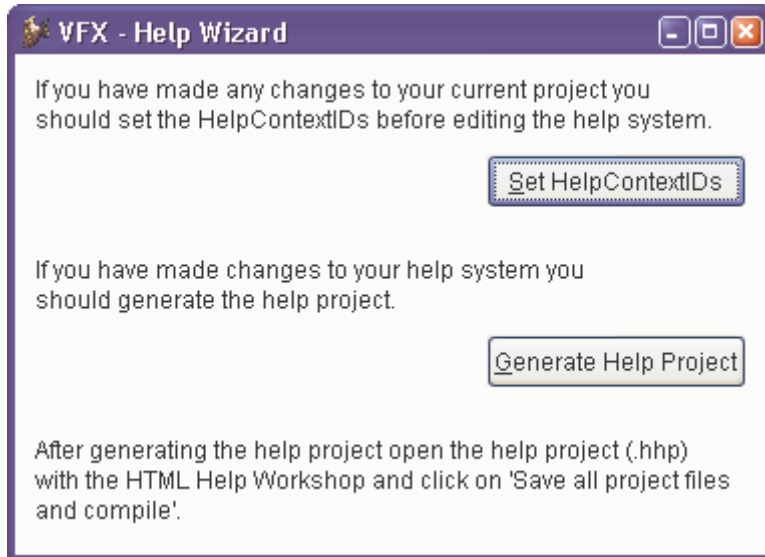 VFX - Help Wizard
If you have made any changes to your current project you
should set the HelpContextIDs before editing the help system.
Set HelpContextIDs
If you have made changes to your help system you
should generate the help project.
Generate Help Project
After generating the help project open the help project (.hhp)
with the HTML Help Workshop and click on 'Save all project files
and compile'.